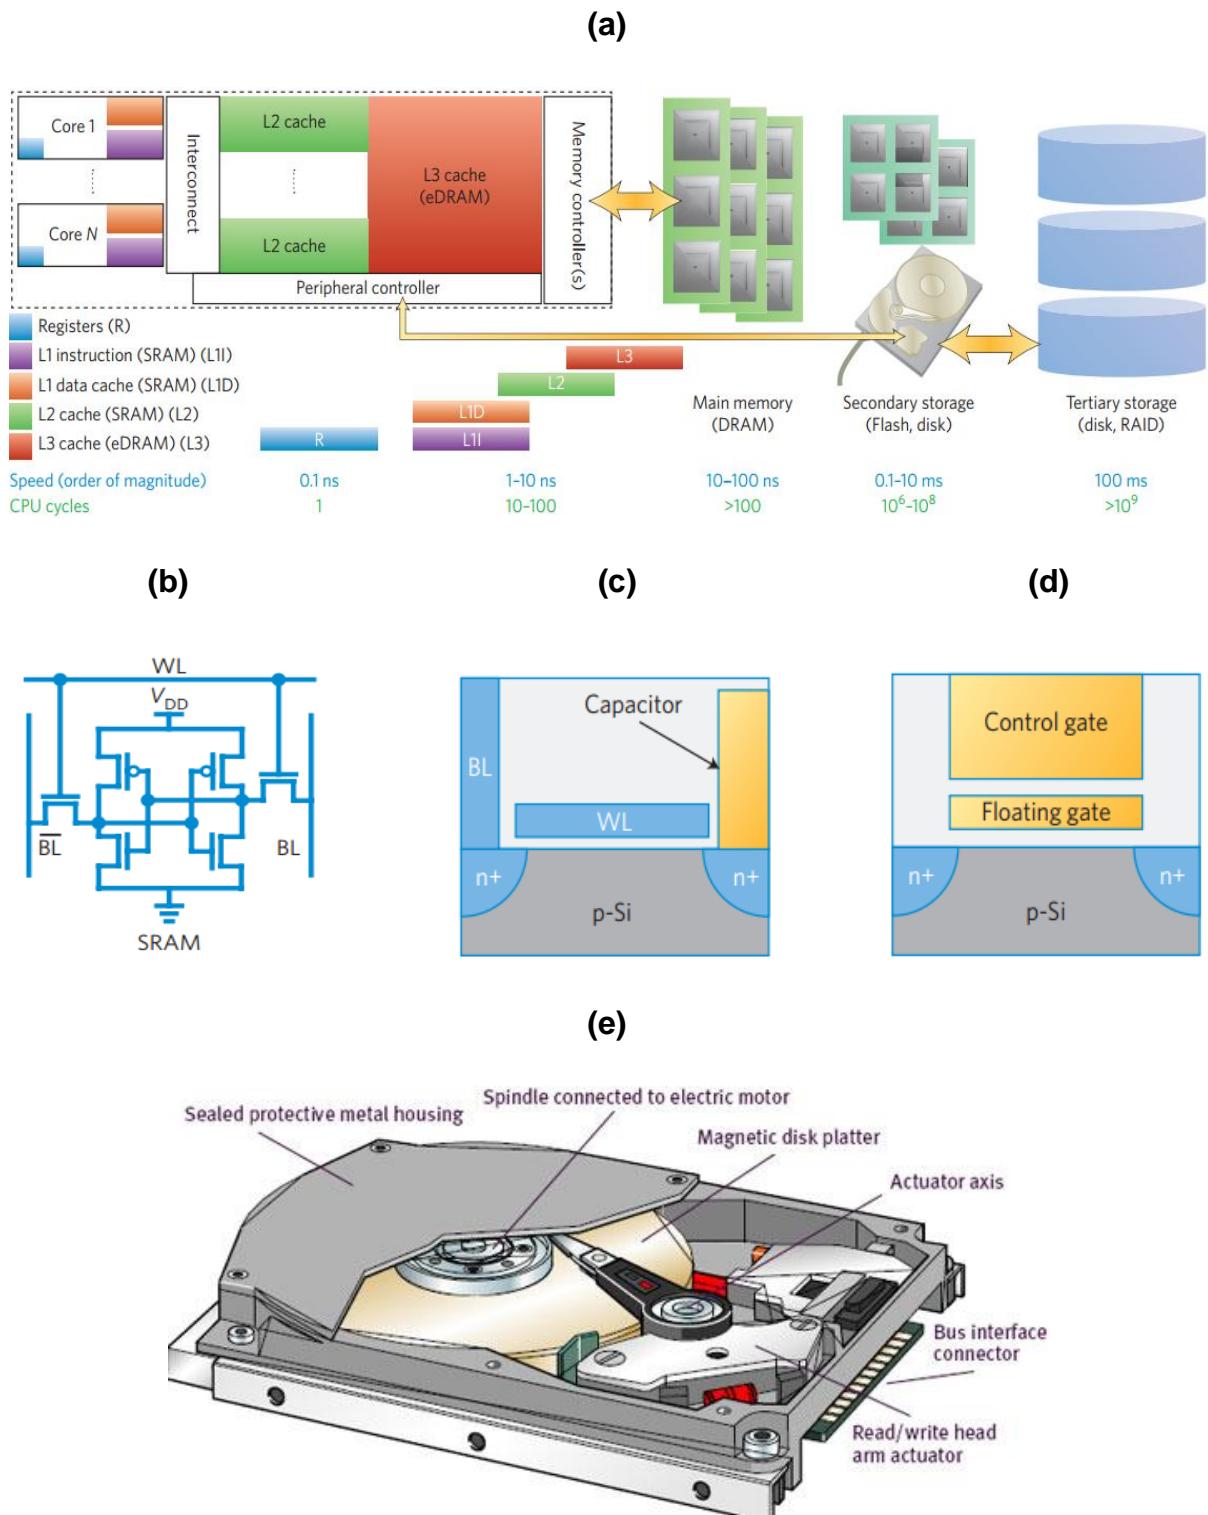 (a)
Core 1
Core N
Interconnect
L2 cache
L2 cache
L3 cache
(eDRAM)
Memory controller(s)
Peripheral controller
Registers (R)
L1 instruction (SRAM) (L1I)
L1 data cache (SRAM) (L1D)
L2 cache (SRAM) (L2)
L3 cache (eDRAM) (L3)
L3
L2
L1D
R
L1I
Main memory
(DRAM)
Secondary storage
(Flash, disk)
Tertiary storage
(disk, RAID)
Speed (order of magnitude) 0.1 ns 1–10 ns 10–100 ns 0.1–10 ms 100 ms
CPU cycles 1 10–100 >100 10⁶–10⁸ >10⁹
(b) (c) (d)
WL
V_DD
B̅L̅
BL
SRAM
Capacitor
BL
WL
n+
n+
p-Si
Control gate
Floating gate
n+
n+
p-Si
(e)
Spindle connected to electric motor
Sealed protective metal housing
Magnetic disk platter
Actuator axis
Bus interface
connector
Read/write head
arm actuator